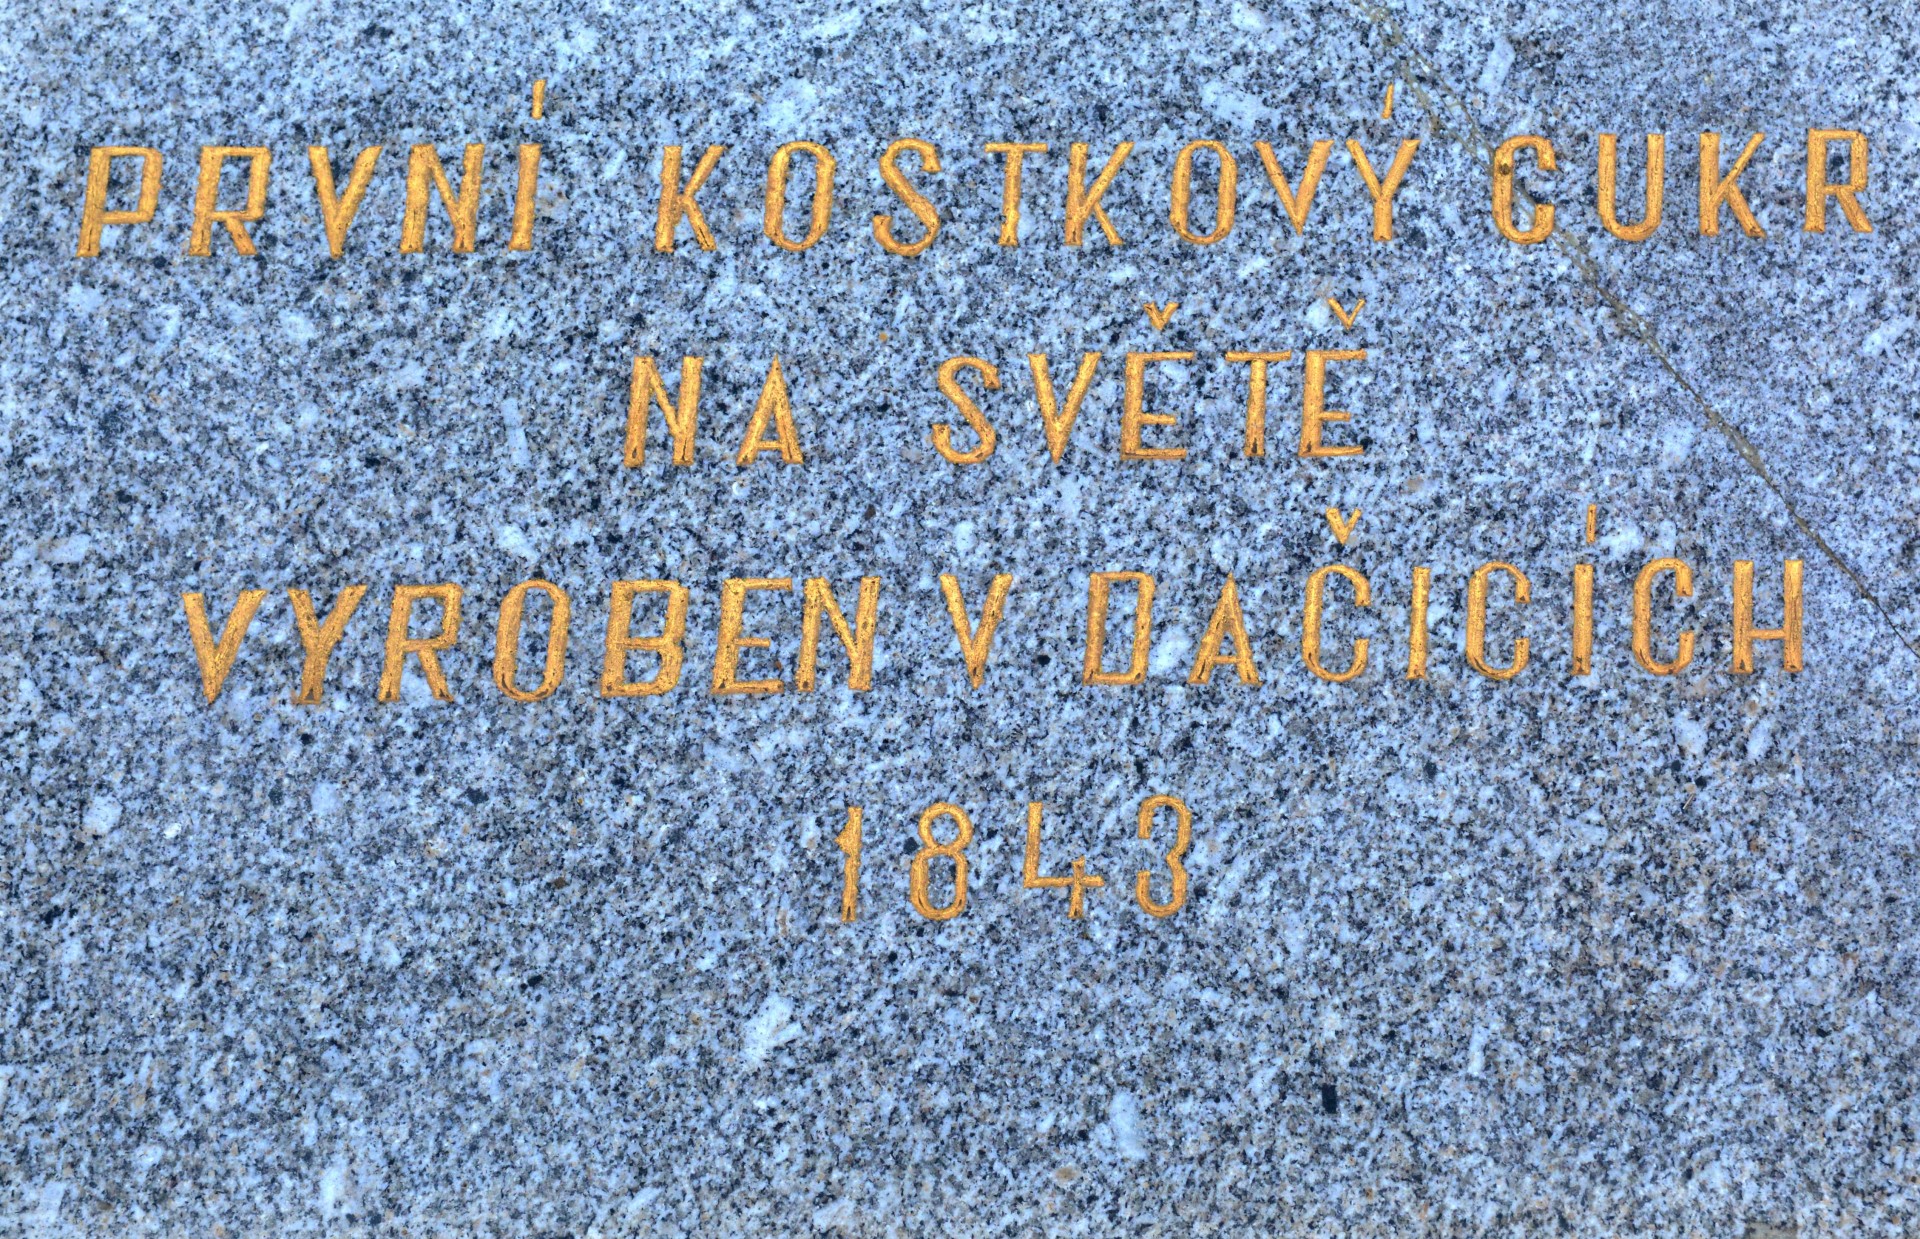 PRVNÍ KOSTKOVÝ CUKR
NA SVĚTĚ
VYROBEN V DAČICÍCH
1843